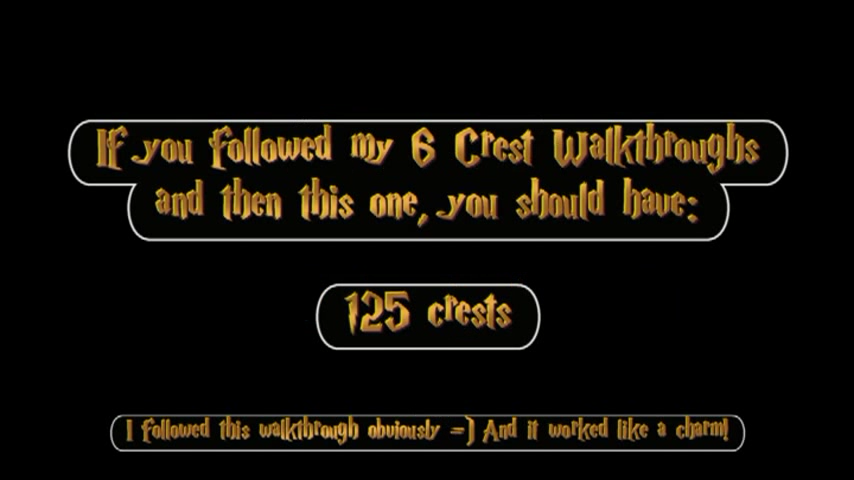 If you followed my 6 Crest Walkthroughs
and then this one, you should have:
125 crests
I followed this walkthrough obviously =) And it worked like a charm!